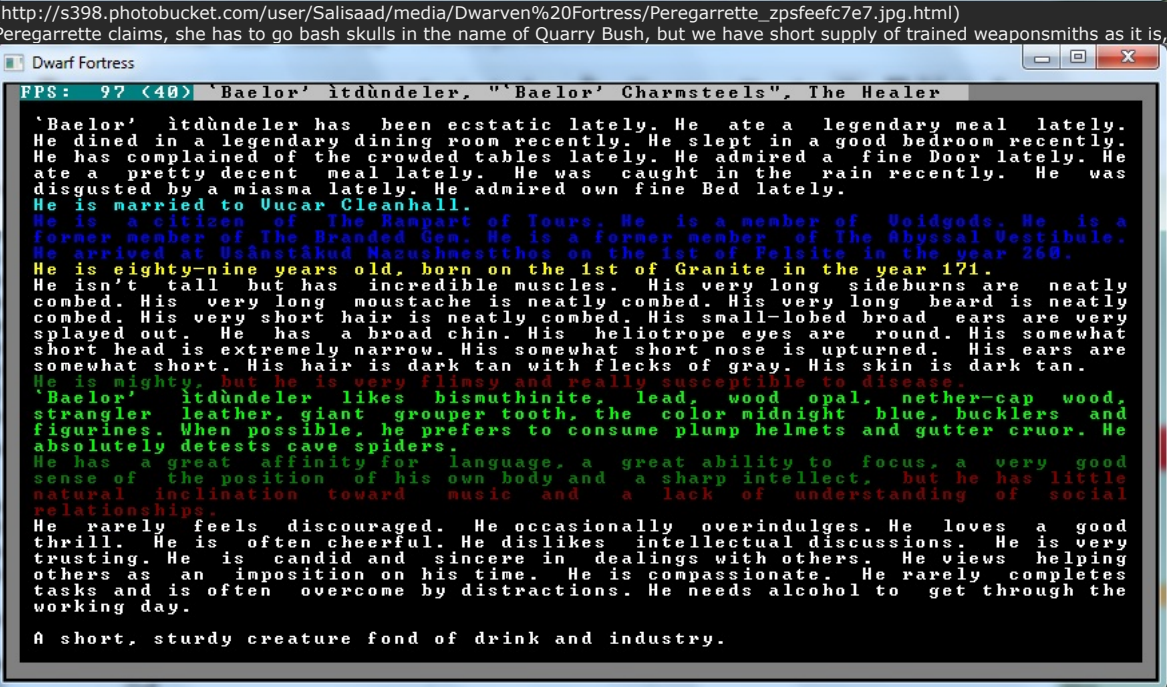 http://s398.photobucket.com/user/Salisaad/media/Dwarven%20Fortress/Peregarrette_zpsfeefc7e7.jpg.html)
Peregarrette claims, she has to go bash skulls in the name of Quarry Bush, but we have short supply of trained weaponsmiths as it is,
Dwarf Fortress
FPS: 97 (40) `Baelor' ìtdùndeler, "`Baelor' Charmsteels", The Healer
`Baelor' ìtdùndeler has been ecstatic lately. He ate a legendary meal lately.
He dined in a legendary dining room recently. He slept in a good bedroom recently.
He has complained of the crowded tables lately. He admired a fine Door lately. He
ate a pretty decent meal lately. He was caught in the rain recently. He was
disgusted by a miasma lately. He admired own fine Bed lately.
He is married to Vucar Cleanhall.
He is a citizen of The Rampart of Tours. He is a member of Voidgods. He is a
former member of The Branded Gem. He is a former member of The Abyssal Vestibule.
He arrived at Usânståkud Nazushmestthos on the 1st of Felsite in the year 260.
He is eighty-nine years old, born on the 1st of Granite in the year 171.
He isn't tall but has incredible muscles. His very long sideburns are neatly
combed. His very long moustache is neatly combed. His very long beard is neatly
combed. His very short hair is neatly combed. His small-lobed broad ears are very
splayed out. He has a broad chin. His heliotrope eyes are round. His somewhat
short head is extremely narrow. His somewhat short nose is upturned. His ears are
somewhat short. His hair is dark tan with flecks of gray. His skin is dark tan.
He is mighty, but he is very flimsy and really susceptible to disease.
`Baelor' ìtdùndeler likes bismuthinite, lead, wood opal, nether-cap wood,
strangler leather, giant grouper tooth, the color midnight blue, bucklers and
figurines. When possible, he prefers to consume plump helmets and gutter cruor. He
absolutely detests cave spiders.
He has a great affinity for language, a great ability to focus, a very good
sense of the position of his own body and a sharp intellect, but he has little
natural inclination toward music and a lack of understanding of social
relationships.
He rarely feels discouraged. He occasionally overindulges. He loves a good
thrill. He is often cheerful. He dislikes intellectual discussions. He is very
trusting. He is candid and sincere in dealings with others. He views helping
others as an imposition on his time. He is compassionate. He rarely completes
tasks and is often overcome by distractions. He needs alcohol to get through the
working day.
A short, sturdy creature fond of drink and industry.